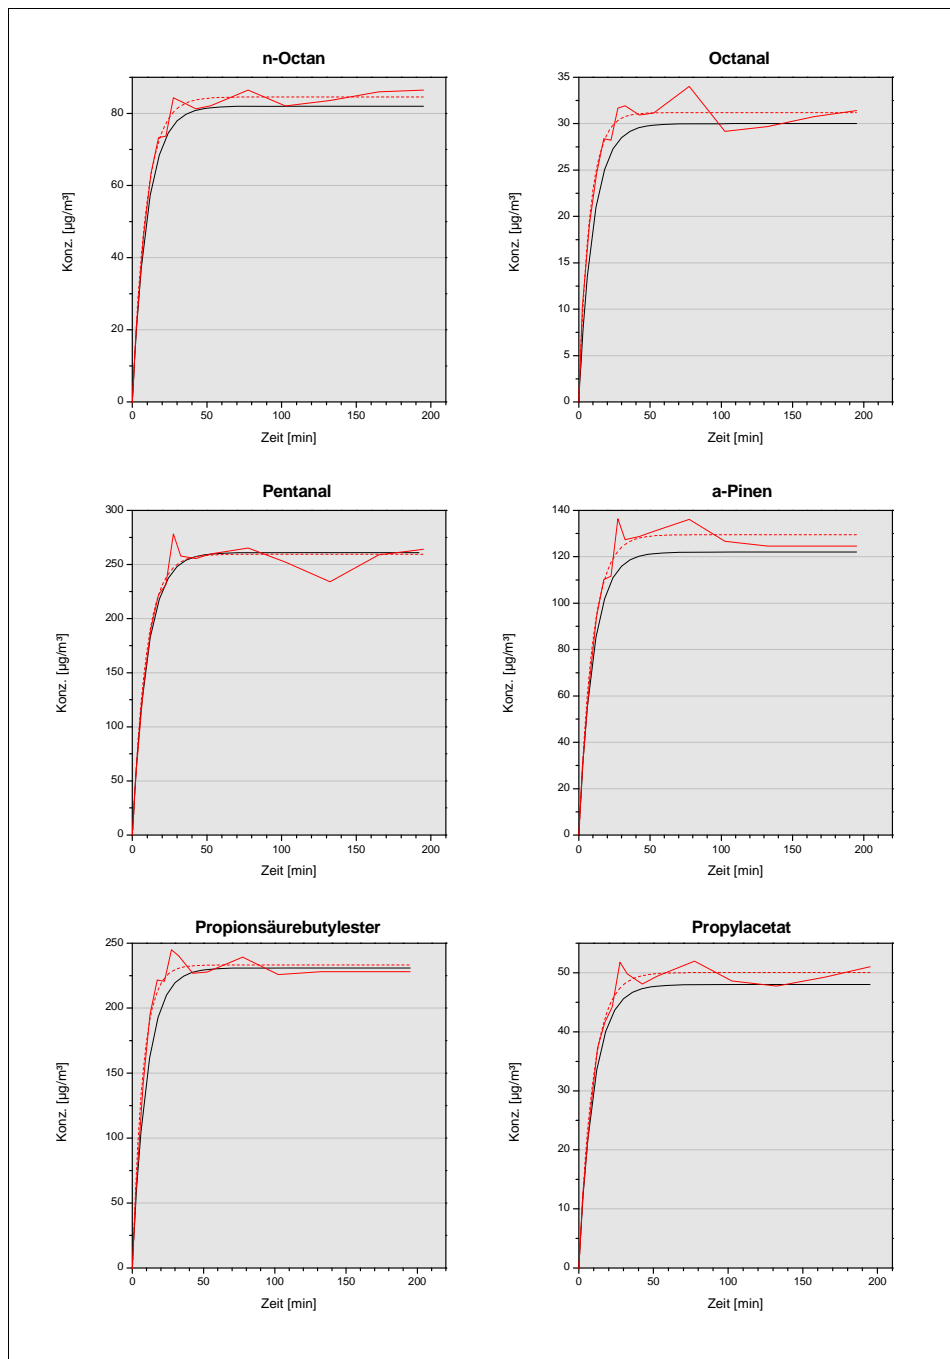 n-Octan
80
60
40
20
0
Konz. [µg/m³]
0 50 100 150 200
Zeit [min]
Octanal
35
30
25
20
15
10
5
0
Konz. [µg/m³]
0 50 100 150 200
Zeit [min]
Pentanal
300
250
200
150
100
50
0
Konz. [µg/m³]
0 50 100 150 200
Zeit [min]
a-Pinen
140
120
100
80
60
40
20
0
Konz. [µg/m³]
0 50 100 150 200
Zeit [min]
Propionsäurebutylester
250
200
150
100
50
0
Konz. [µg/m³]
0 50 100 150 200
Zeit [min]
Propylacetat
50
40
30
20
10
0
Konz. [µg/m³]
0 50 100 150 200
Zeit [min]